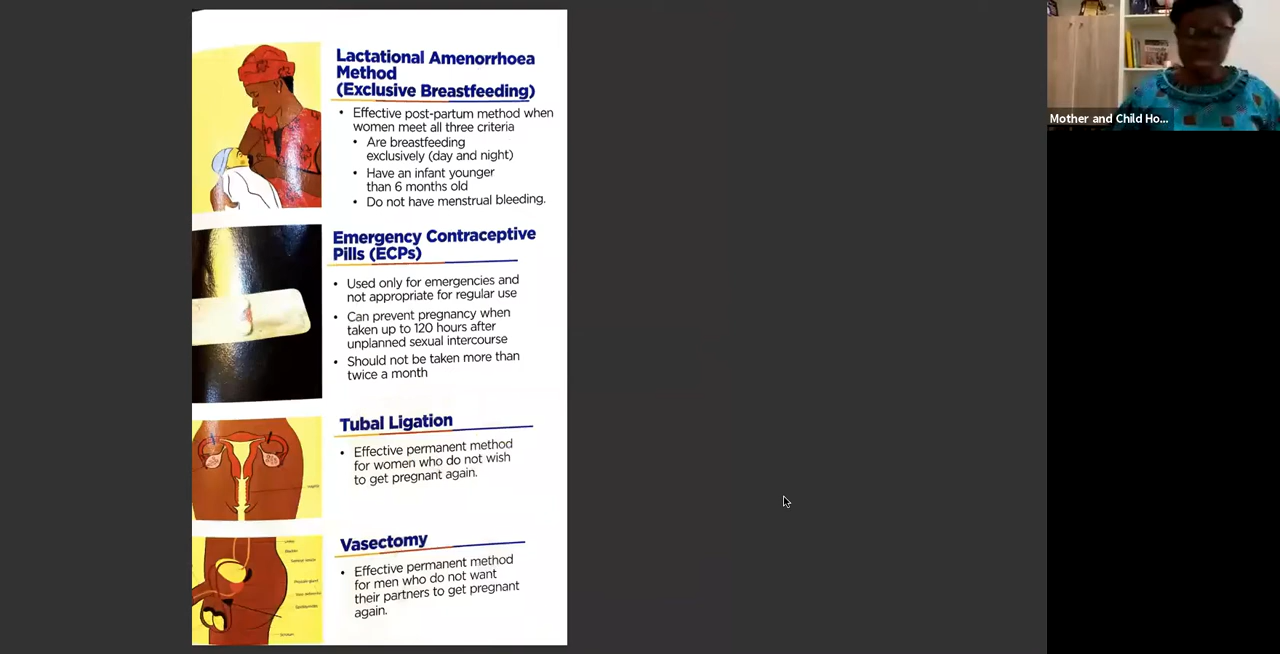 Lactational Amenorrhoea
Method
(Exclusive Breastfeeding)
• Effective post-partum method when
women meet all three criteria
• Are breastfeeding
exclusively (day and night)
• Have an infant younger
than 6 months old
• Do not have menstrual bleeding.
Emergency Contraceptive
Pills (ECPs)
• Used only for emergencies and
not appropriate for regular use
• Can prevent pregnancy when
taken up to 120 hours after
unplanned sexual intercourse
• Should not be taken more than
twice a month
Tubal Ligation
• Effective permanent method
for women who do not wish
to get pregnant again.
Vasectomy
• Effective permanent method
for men who do not want
their partners to get pregnant
again.
Mother and Child Ho...